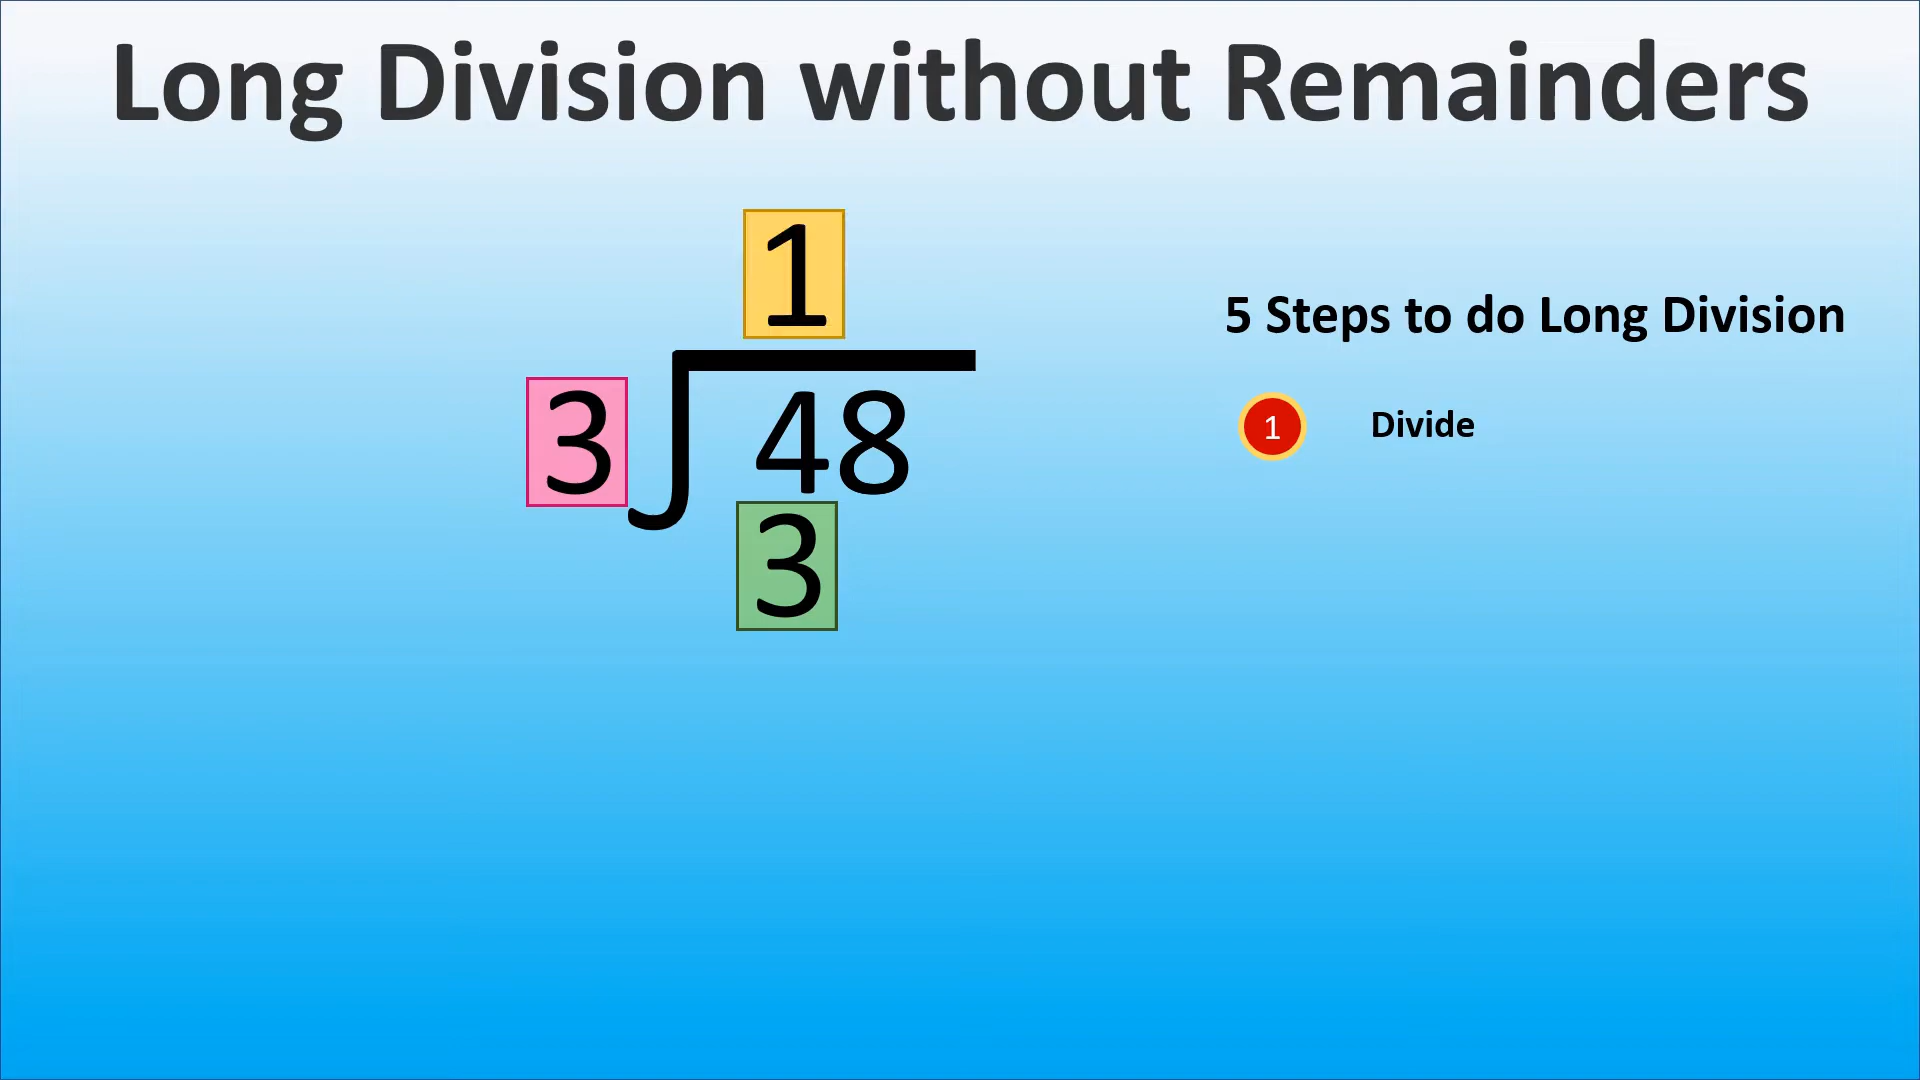 Long Division without Remainders
1
3 48
3
5 Steps to do Long Division
1 Divide